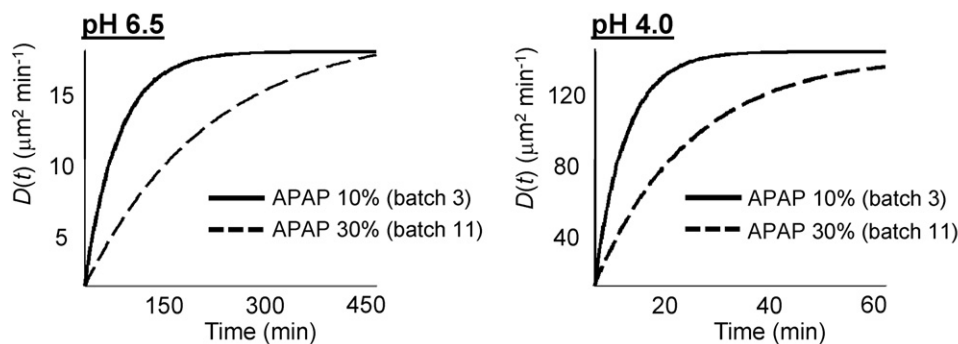 pH 6.5
D(t) (μm² min⁻¹)
15
10
5
APAP 10% (batch 3)
APAP 30% (batch 11)
150
300
450
Time (min)
pH 4.0
D(t) (μm² min⁻¹)
120
80
40
APAP 10% (batch 3)
APAP 30% (batch 11)
20
40
60
Time (min)